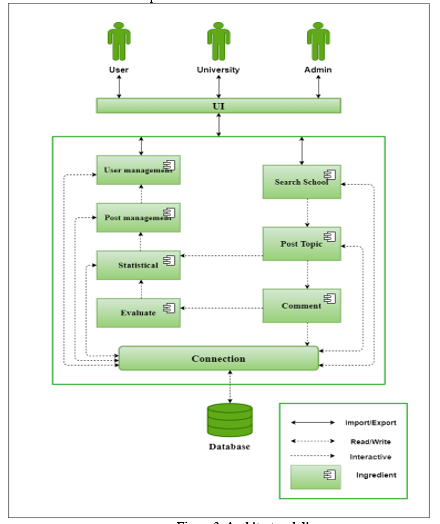 User University Admin
UI
User management
Search School
Post management
Post Topic
Statistical
Comment
Evaluate
Connection
Database
Import/Export
Read/Write
Interactive
Ingredient